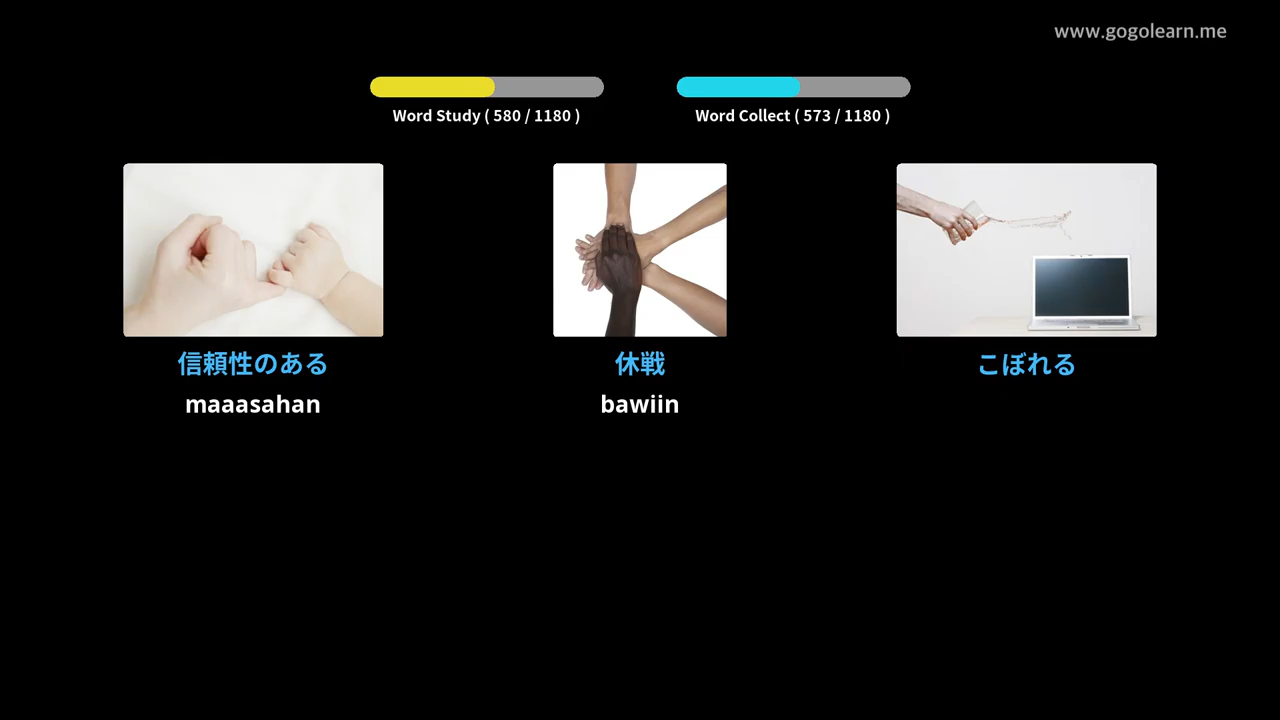 www.gogolearn.me
Word Study ( 580 / 1180 )
Word Collect ( 573 / 1180 )
信頼性のある
maaasahan
休戦
bawiin
こぼれる